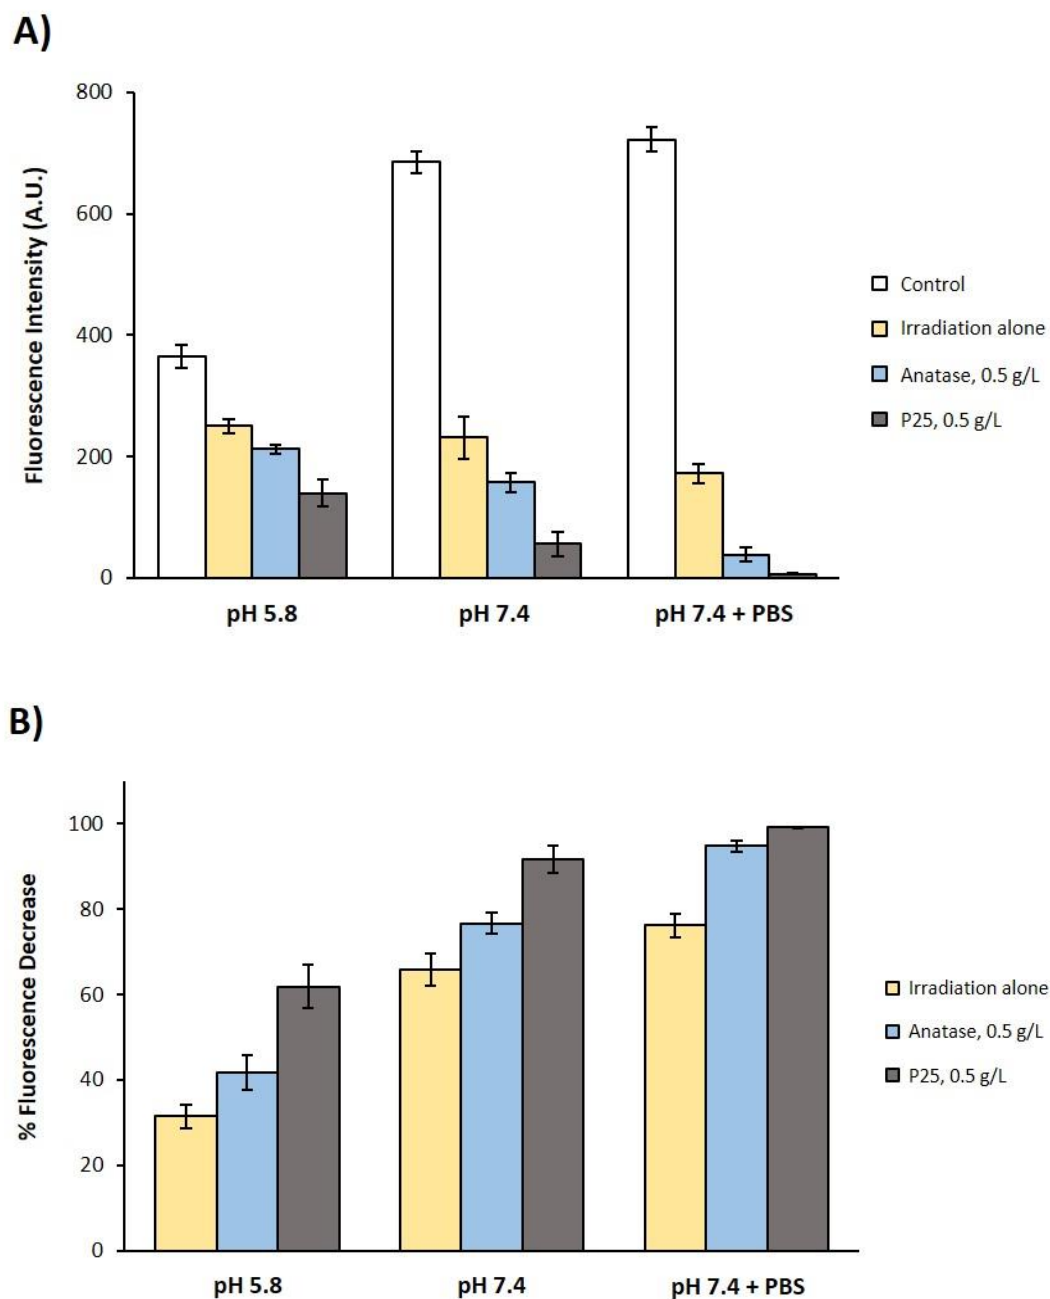 A)
Fluorescence Intensity (A.U.)
800
600
400
200
0
pH 5.8
pH 7.4
pH 7.4 + PBS
Control
Irradiation alone
Anatase, 0.5 g/L
P25, 0.5 g/L
B)
% Fluorescence Decrease
100
80
60
40
20
0
pH 5.8
pH 7.4
pH 7.4 + PBS
Irradiation alone
Anatase, 0.5 g/L
P25, 0.5 g/L